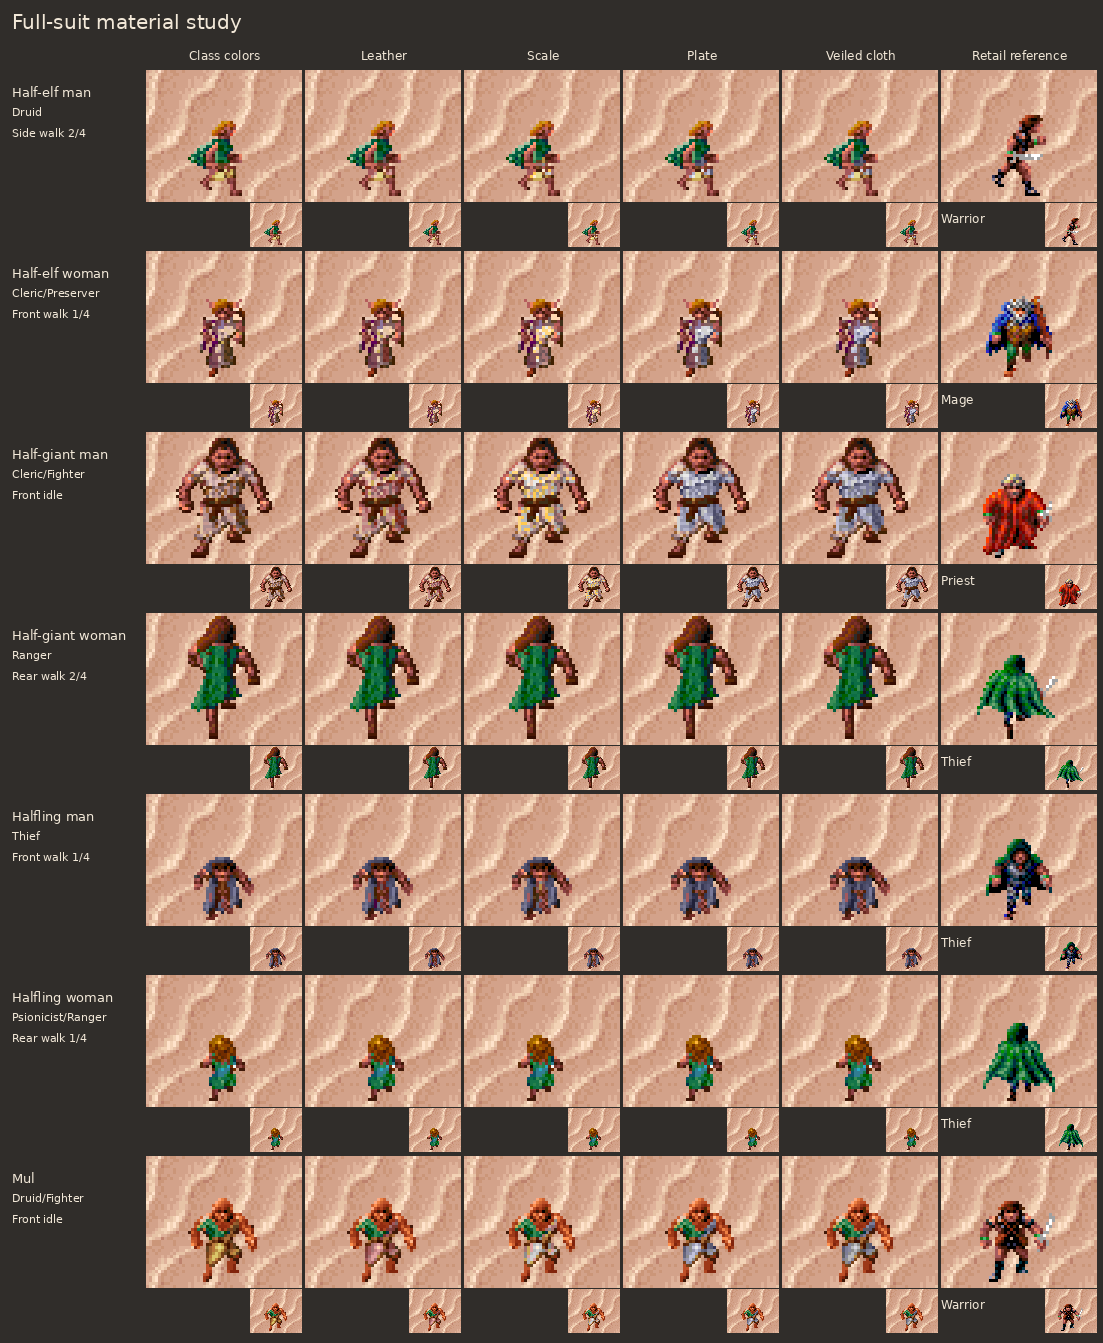 Full-suit material study
Class colors Leather Scale Plate Veiled cloth Retail reference
Half-elf man
Druid
Side walk 2/4
Warrior
Half-elf woman
Cleric/Preserver
Front walk 1/4
Mage
Half-giant man
Cleric/Fighter
Front idle
Priest
Half-giant woman
Ranger
Rear walk 2/4
Thief
Halfling man
Thief
Front walk 1/4
Thief
Halfling woman
Psionicist/Ranger
Rear walk 1/4
Thief
Mul
Druid/Fighter
Front idle
Warrior